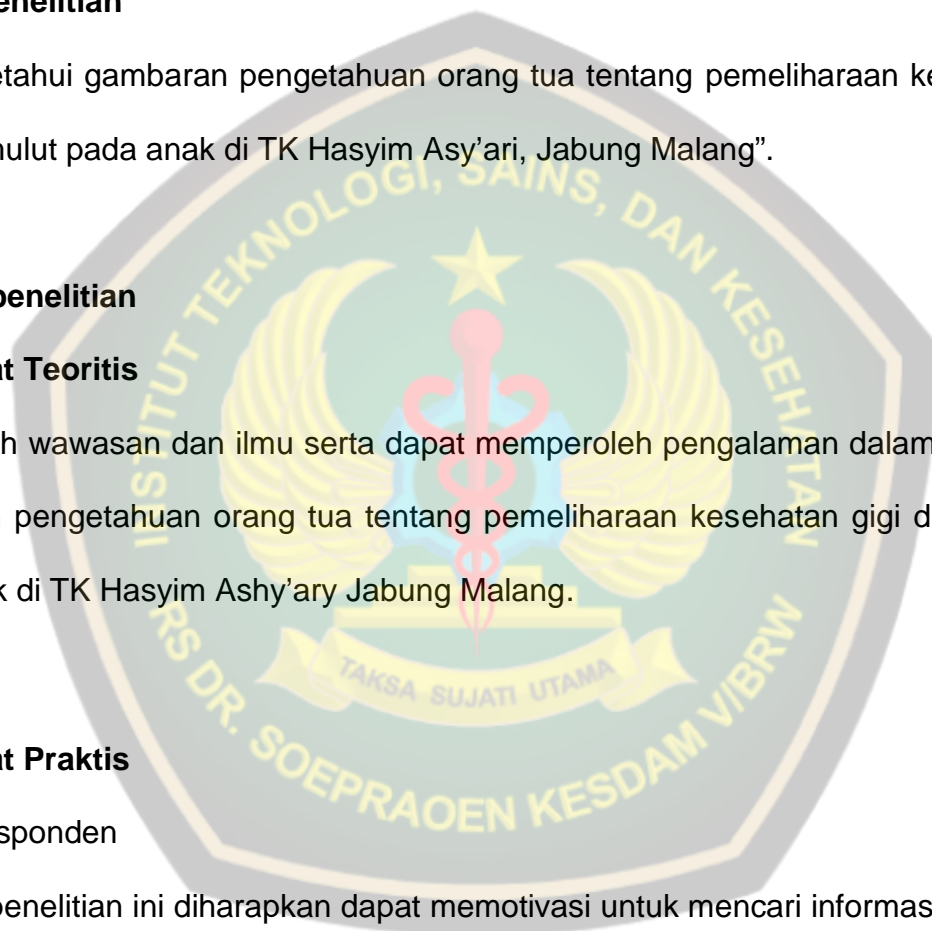 enelitian
etahui gambaran pengetahuan orang tua tentang pemeliharaan ke
nulut pada anak di TK Hasyim Asy’ari, Jabung Malang”.
penelitian
at Teoritis
h wawasan dan ilmu serta dapat memperoleh pengalaman dalam
pengetahuan orang tua tentang pemeliharaan kesehatan gigi d
k di TK Hasyim Ashy’ary Jabung Malang.
at Praktis
sponden
penelitian ini diharapkan dapat memotivasi untuk mencari informas
INSTITUT TEKNOLOGI, SAINS, DAN KESEHATAN
TAKSA SUJATI UTAMA
RS DR. SOEPRAOEN KESDAM V/BRW